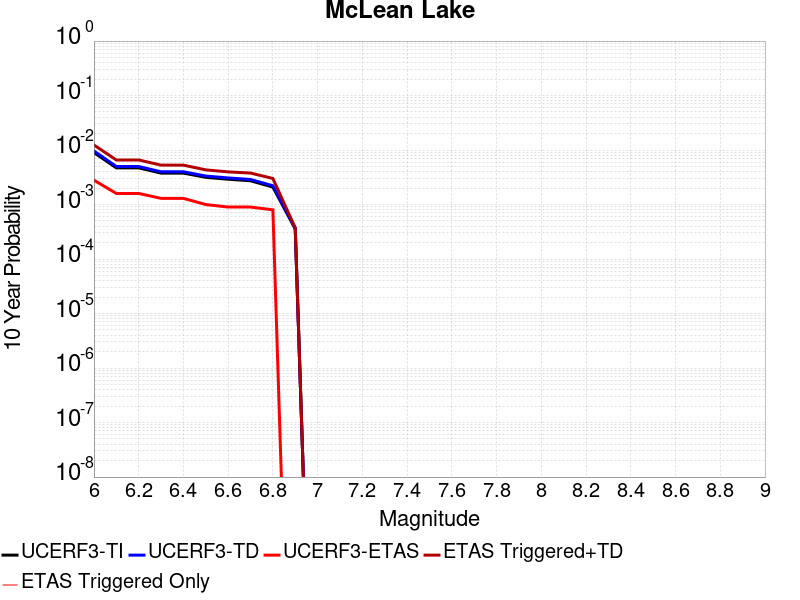 McLean Lake
10 Year Probability
10^0
10^-1
10^-2
10^-3
10^-4
10^-5
10^-6
10^-7
10^-8
6 6.2 6.4 6.6 6.8 7 7.2 7.4 7.6 7.8 8 8.2 8.4 8.6 8.8 9
Magnitude
UCERF3-TI UCERF3-TD UCERF3-ETAS ETAS Triggered+TD
ETAS Triggered Only